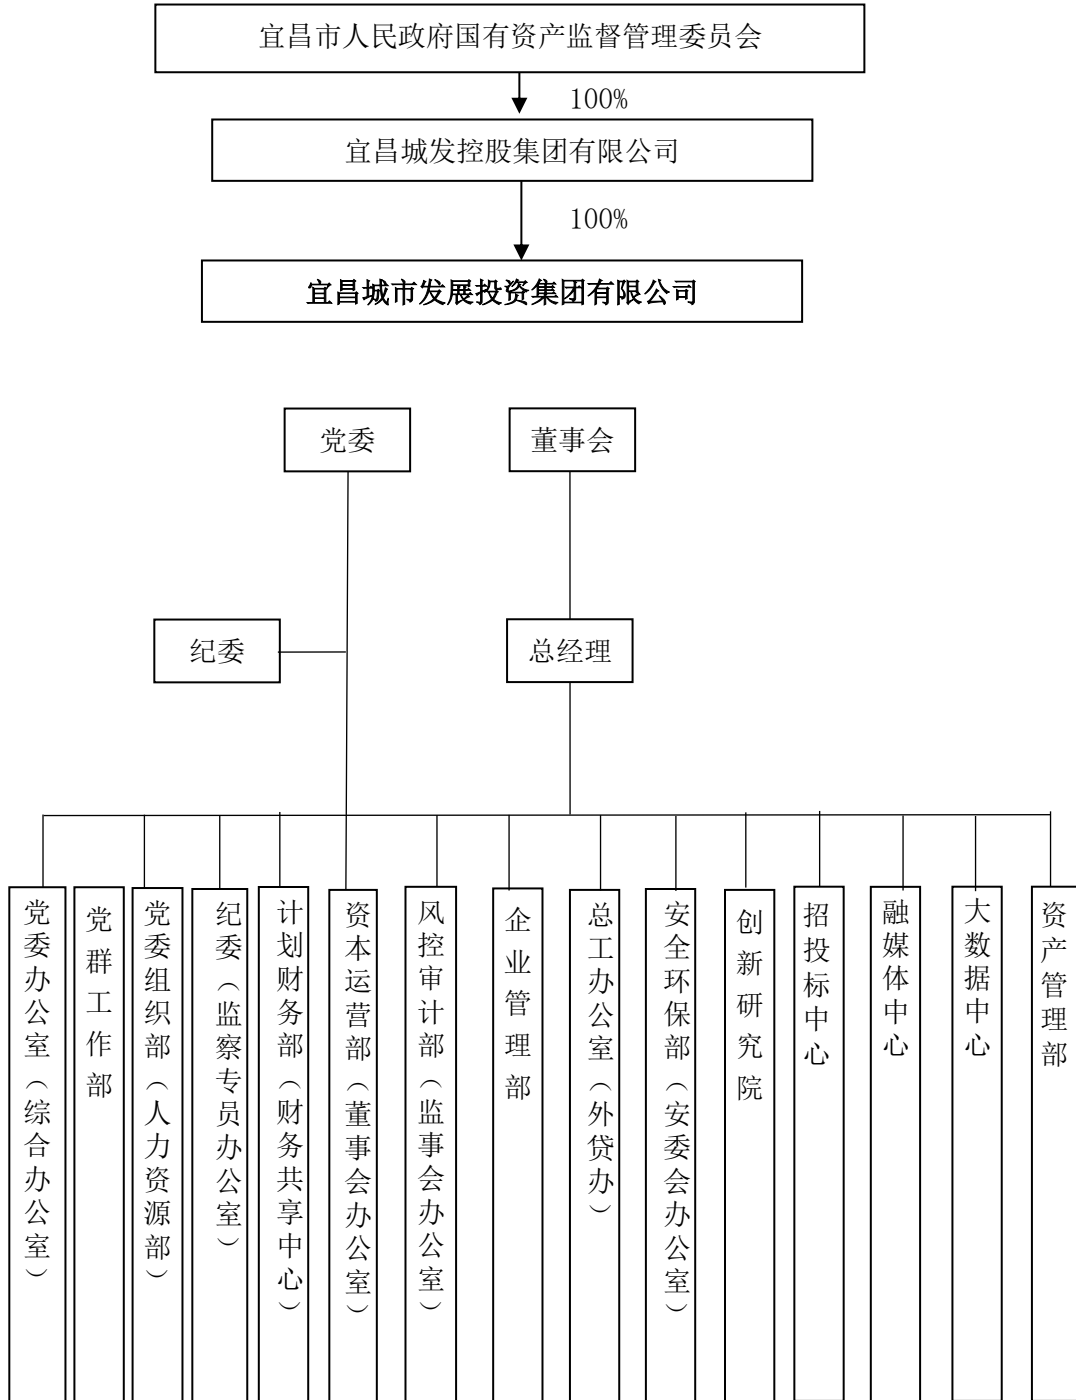 宜昌市人民政府国有资产监督管理委员会
100%
宜昌城发控股集团有限公司
100%
宜昌城市发展投资集团有限公司
党委
董事会
纪委
总经理
党委办公室（综合办公室）
党群工作部
党委组织部（人力资源部）
纪委（监察专员办公室）
计划财务部（财务共享中心）
资本运营部（董事会办公室）
风控审计部（监事会办公室）
企业管理部
总工办公室（外贷办）
安全环保部（安委会办公室）
创新研究院
招投标中心
融媒体中心
大数据中心
资产管理部